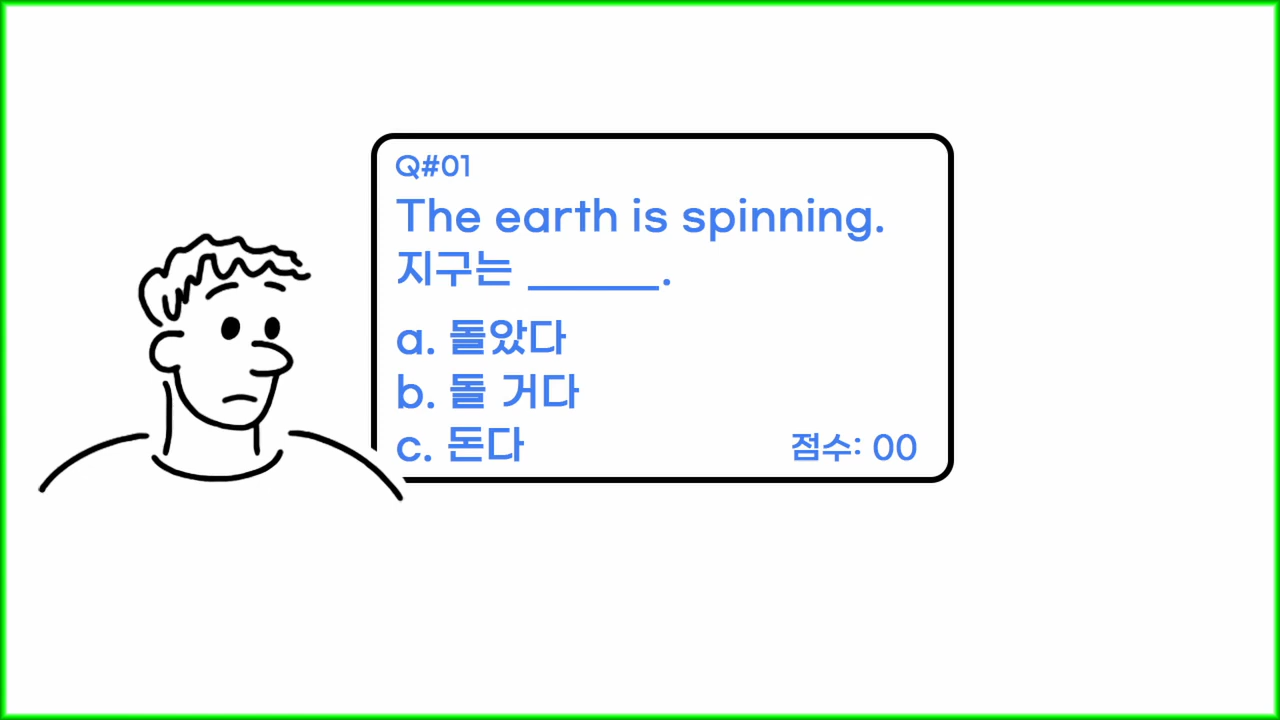 Q#01
The earth is spinning.
지구는 ______.
a. 돌았다
b. 돌 거다
c. 돈다
점수: 00